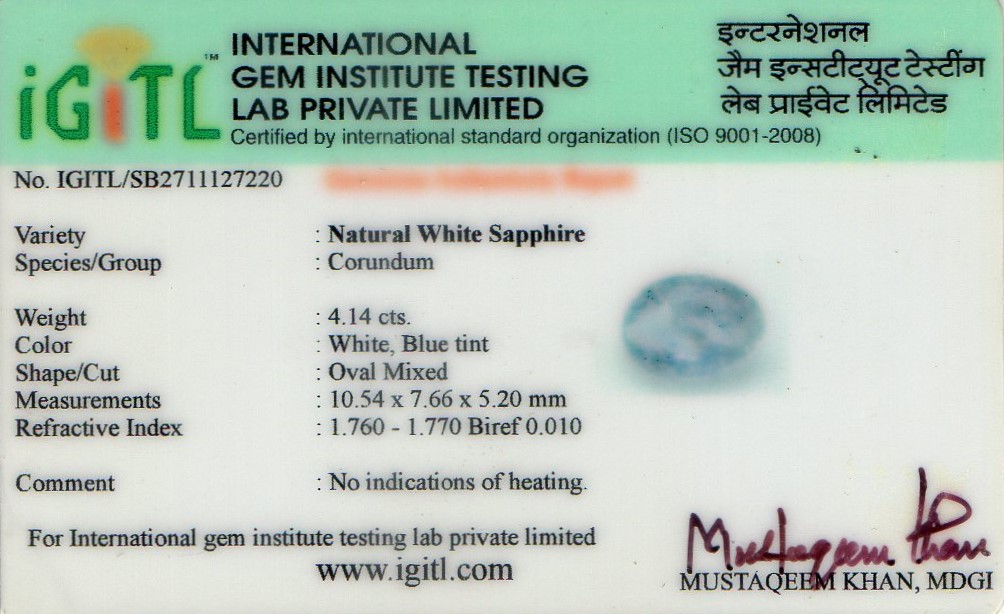 iGiTL™
INTERNATIONAL
GEM INSTITUTE TESTING
LAB PRIVATE LIMITED
Certified by international standard organization (ISO 9001-2008)
इन्टरनेशनल
जैम इन्सटीट्यूट टेस्टींग
लेब प्राईवेट लिमिटेड
No. IGITL/SB2711127220
Variety : Natural White Sapphire
Species/Group : Corundum
Weight : 4.14 cts.
Color : White, Blue tint
Shape/Cut : Oval Mixed
Measurements : 10.54 x 7.66 x 5.20 mm
Refractive Index : 1.760 - 1.770 Biref 0.010
Comment : No indications of heating.
For International gem institute testing lab private limited
www.igitl.com
Mustaqeem Khan
MUSTAQEEM KHAN, MDGI